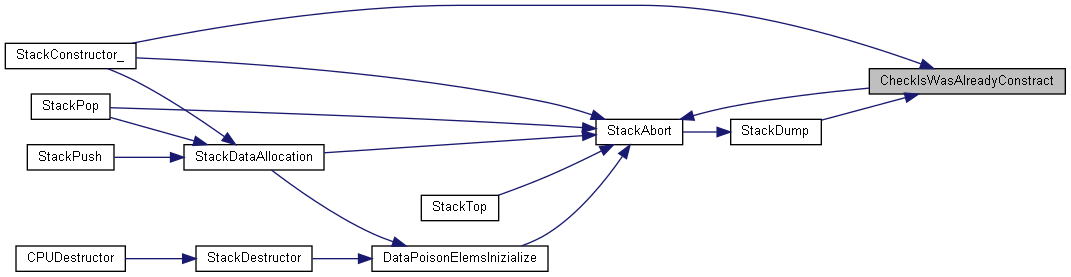 StackConstructor_
CheckIsWasAlreadyConstract
StackPop
StackAbort
StackDump
StackPush
StackDataAllocation
StackTop
CPUDestructor
StackDestructor
DataPoisonElemsInizialize